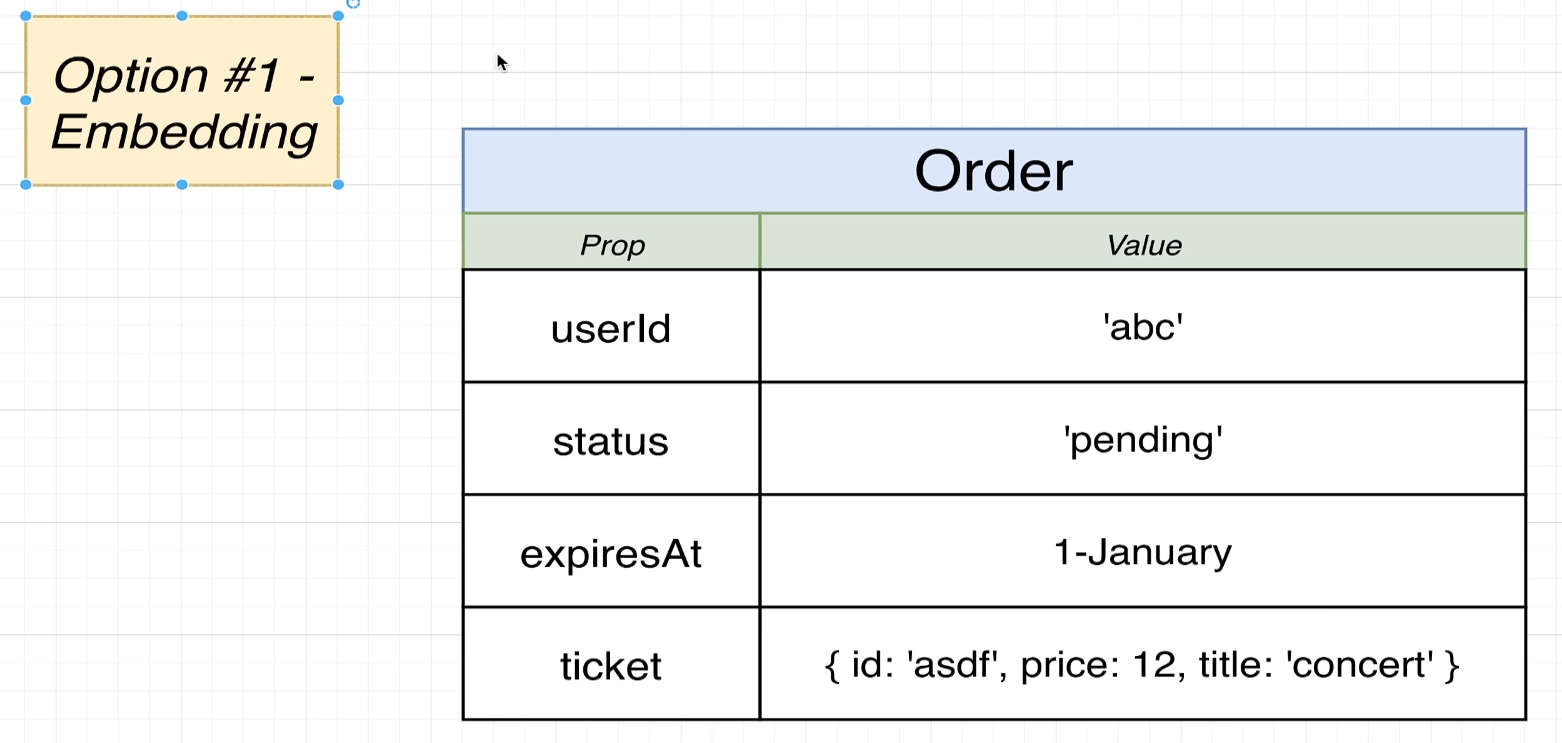 Option #1 -
Embedding
Order
Prop Value
userId 'abc'
status 'pending'
expiresAt 1-January
ticket { id: 'asdf', price: 12, title: 'concert' }